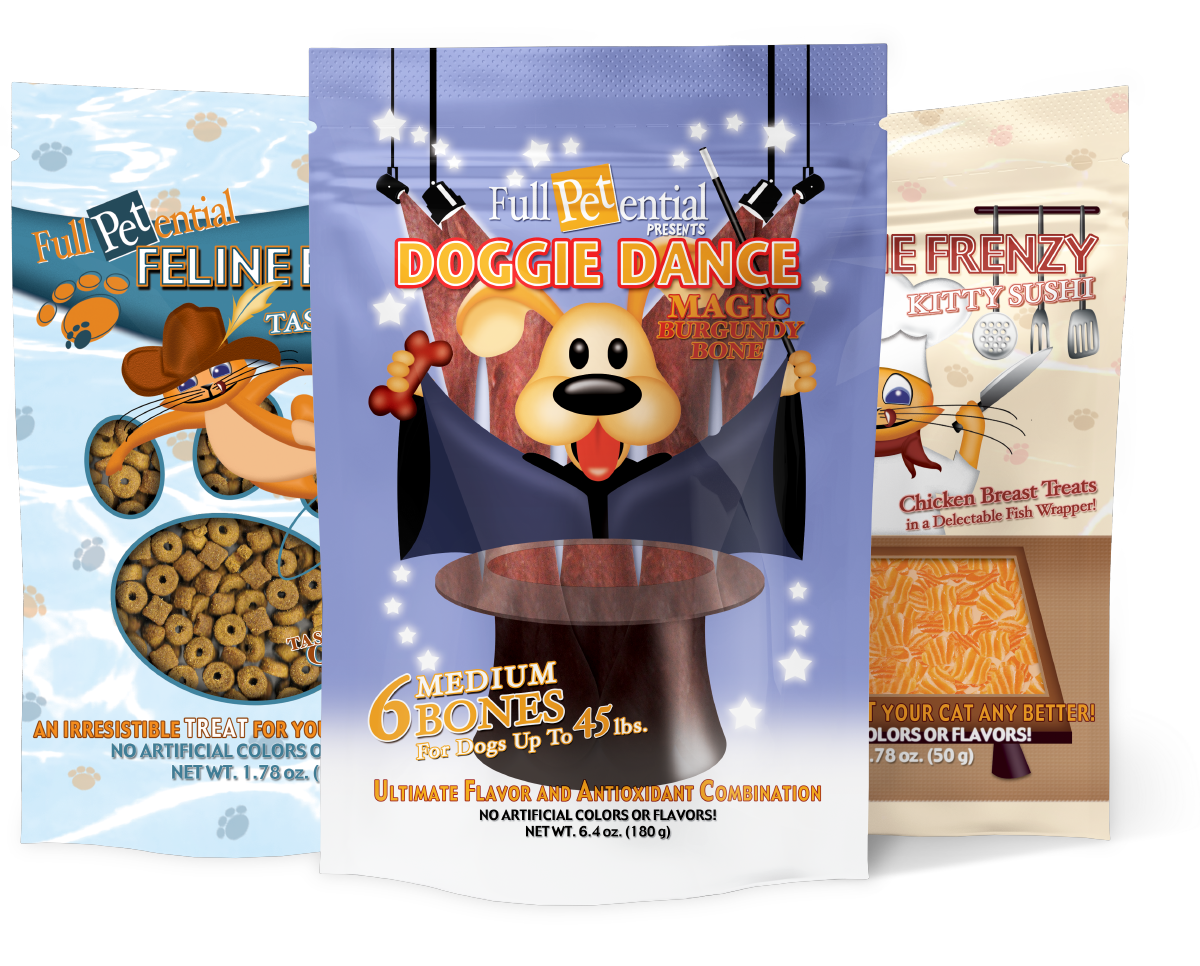 Full Petential
FELINE F
TAS
TAS
AN IRRESISTIBLE TREAT FOR YOU
NO ARTIFICIAL COLORS O
NET WT. 1.78 oz. (
Full Petential
PRESENTS
DOGGIE DANCE
MAGIC
BURGUNDY
BONE
6 MEDIUM
BONES
For Dogs Up To 45 lbs.
ULTIMATE FLAVOR AND ANTIOXIDANT COMBINATION
NO ARTIFICIAL COLORS OR FLAVORS!
NET WT. 6.4 oz. (180 g)
NE FRENZY
KITTY SUSHI
Chicken Breast Treats
in a Delectable Fish Wrapper!
T YOUR CAT ANY BETTER!
OLORS OR FLAVORS!
.78 oz. (50 g)